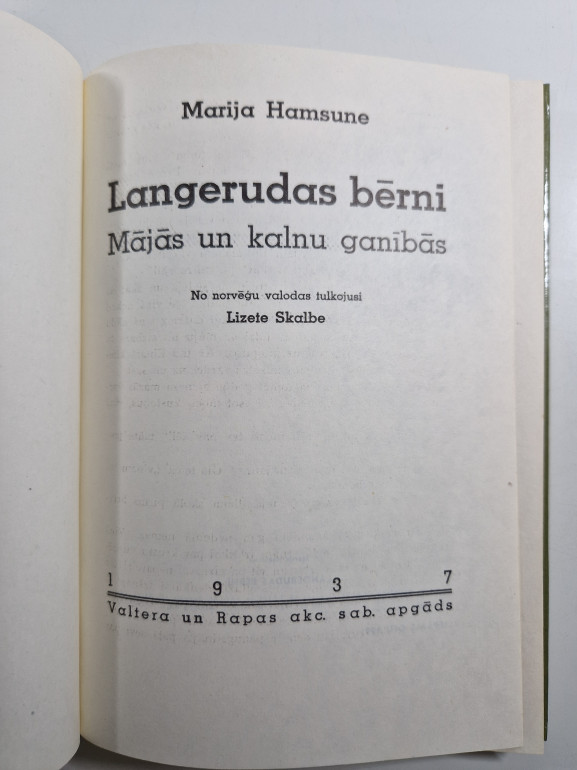 Marija Hamsune
Langerudas bērni
Mājās un kalnu ganībās
No norvēģu valodas tulkojusi
Lizete Skalbe
1 9 3 7
Valtera un Rapas akc. sab. apgāds